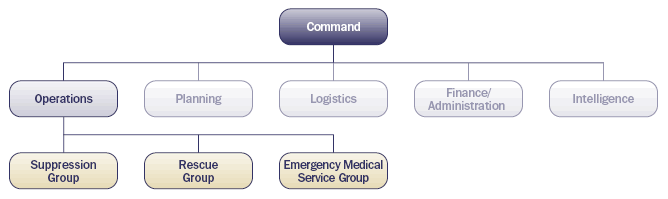 Command
Operations
Planning
Logistics
Finance/
Administration
Intelligence
Suppression
Group
Rescue
Group
Emergency Medical
Service Group